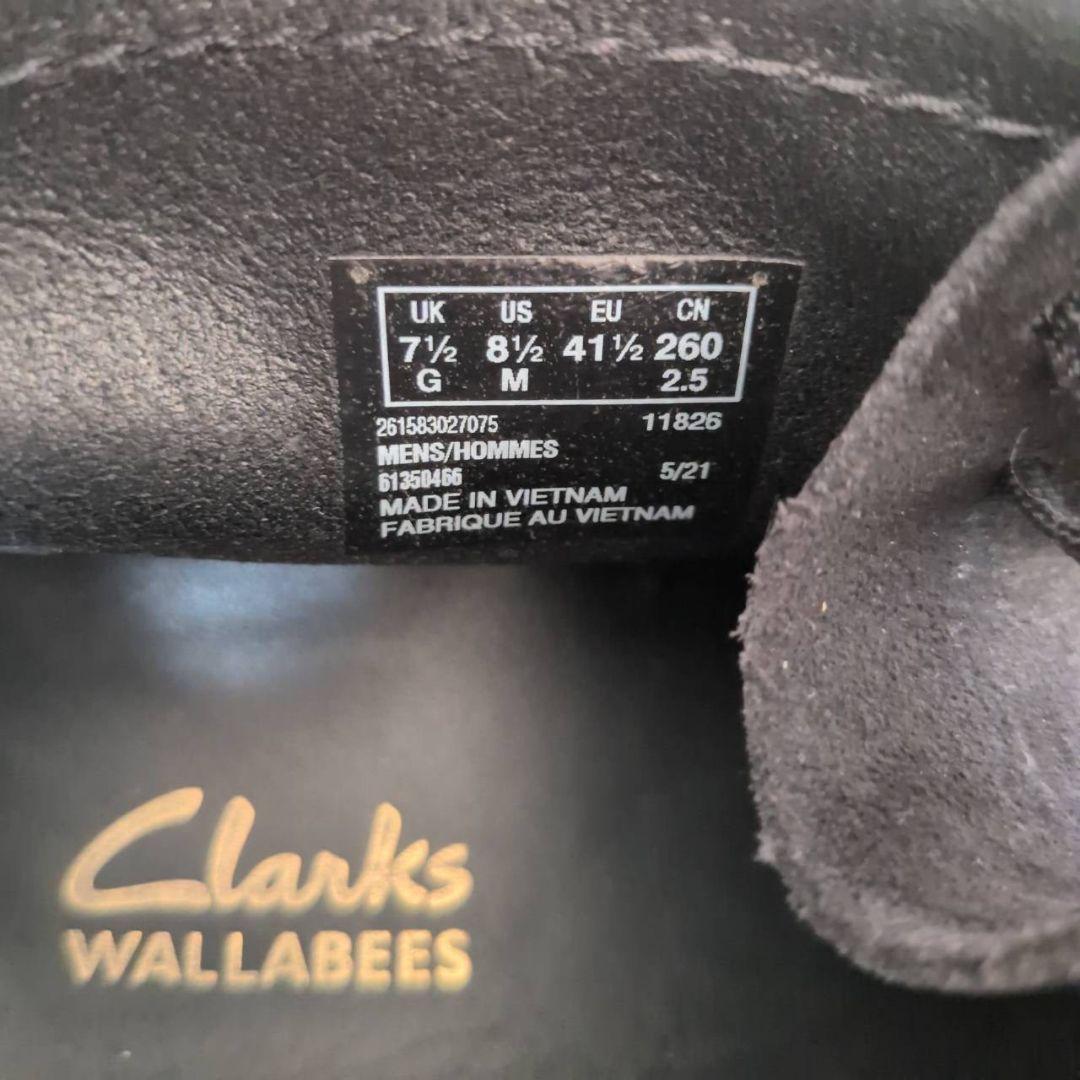 UK US EU CN
7½ 8½ 41½ 260
G M 2.5
261583027075 11826
MENS/HOMMES
61350466 5/21
MADE IN VIETNAM
FABRIQUE AU VIETNAM
Clarks
WALLABEES